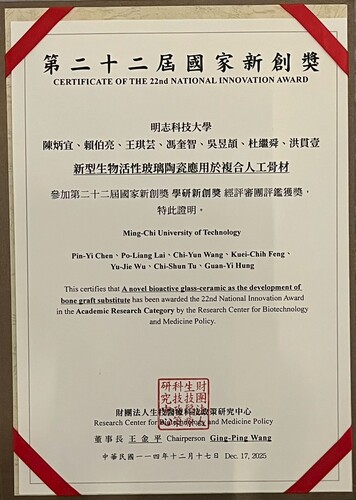 第二十二屆國家新創獎
CERTIFICATE OF THE 22nd NATIONAL INNOVATION AWARD
明志科技大學
陳炳宜、賴伯亮、王琪芸、馮奎智、吳昱頡、杜繼舜、洪貫壹
新型生物活性玻璃陶瓷應用於複合人工骨材
參加第二十二屆國家新創獎 學研新創獎 經評審團評鑑獲獎，
特此證明。
Ming-Chi University of Technology
Pin-Yi Chen、Po-Liang Lai、Chi-Yun Wang、Kuei-Chih Feng、
Yu-Jie Wu、Chi-Shun Tu、Guan-Yi Hung
This certifies that A novel bioactive glass-ceramic as the development of
bone graft substitute has been awarded the 22nd National Innovation Award
in the Academic Research Category by the Research Center for Biotechnology
and Medicine Policy.
財團法人生技醫療科技政策研究中心
Research Center for Biotechnology and Medicine Policy
董事長 王金平 Chairperson Ging-Ping Wang
中華民國一一四年十二月十七日 Dec. 17, 2025